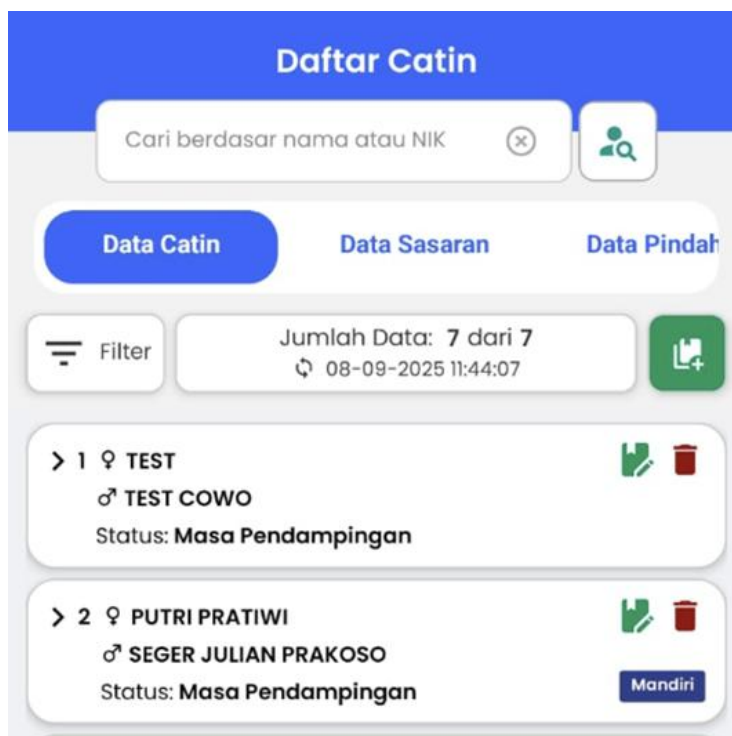 Daftar Catin
Cari berdasar nama atau NIK
Data Catin Data Sasaran Data Pindah
Filter
Jumlah Data: 7 dari 7
08-09-2025 11:44:07
1 ♀ TEST
♂ TEST COWO
Status: Masa Pendampingan
2 ♀ PUTRI PRATIWI
♂ SEGER JULIAN PRAKOSO
Status: Masa Pendampingan
Mandiri